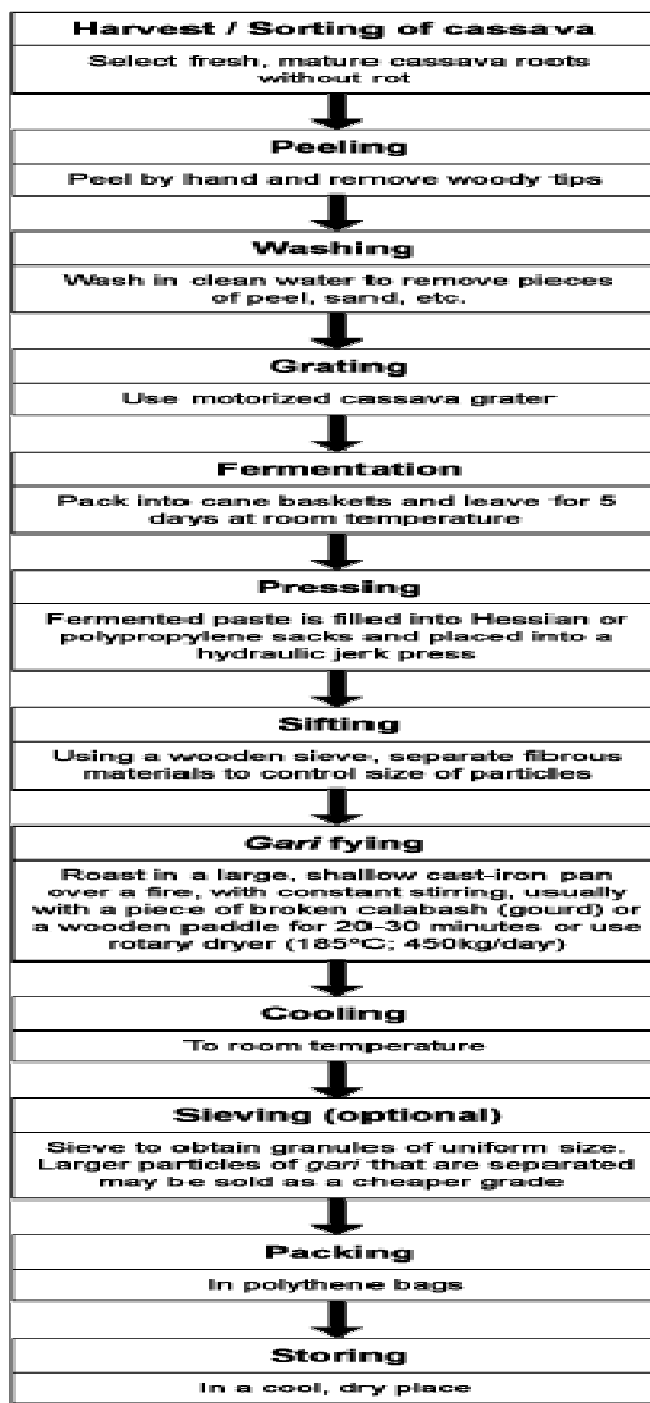 Harvest / Sorting of cassava
Select fresh, mature cassava roots
without rot
Peeling
Peel by hand and remove woody tips
Washing
Wash in clean water to remove pieces
of peel, sand, etc.
Grating
Use motorized cassava grater
Fermentation
Pack into cane baskets and leave for 5
days at room temperature
Pressing
Fermented paste is filled into Hessian or
polypropylene sacks and placed into a
hydraulic jerk press
Sifting
Using a wooden sieve, separate fibrous
materials to control size of particles
Gari fying
Roast in a large, shallow cast-iron pan
over a fire, with constant stirring, usually
with a piece of broken calabash (gourd) or
a wooden paddle for 20-30 minutes or use
rotary dryer (185°C; 450kg/day)
Cooling
To room temperature
Sieving (optional)
Sieve to obtain granules of uniform size.
Larger particles of gari that are separated
may be sold as a cheaper grade
Packing
In polythene bags
Storing
In a cool, dry place